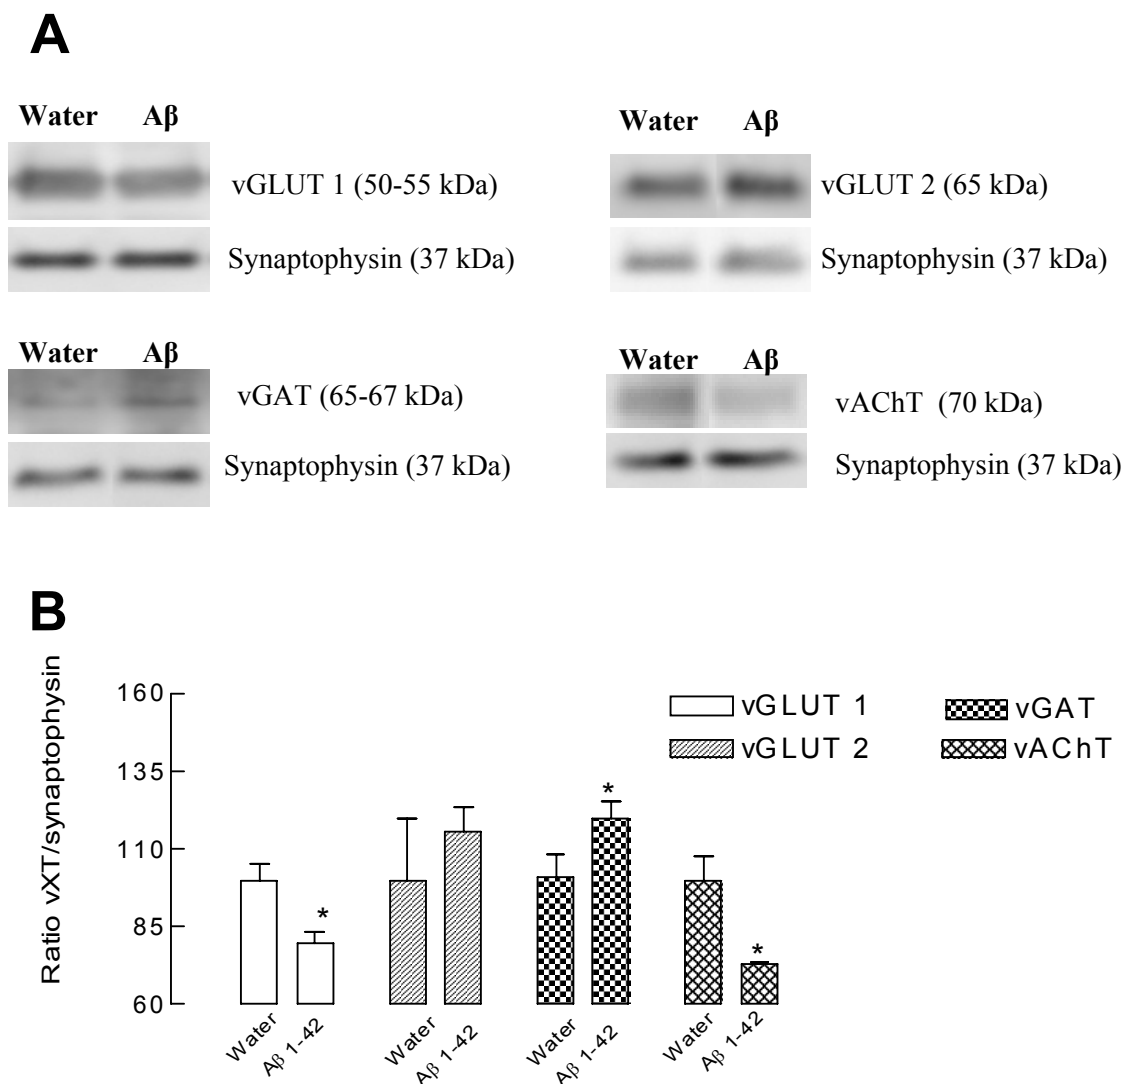 A
Water Aβ
vGLUT 1 (50-55 kDa)
Synaptophysin (37 kDa)
Water Aβ
vGLUT 2 (65 kDa)
Synaptophysin (37 kDa)
Water Aβ
vGAT (65-67 kDa)
Synaptophysin (37 kDa)
Water Aβ
vAChT (70 kDa)
Synaptophysin (37 kDa)
B
Ratio vXT/synaptophysin
160
135
110
85
60
vGLUT 1
vGLUT 2
vGAT
vAChT
*
*
*
Water
Aβ 1-42
Water
Aβ 1-42
Water
Aβ 1-42
Water
Aβ 1-42